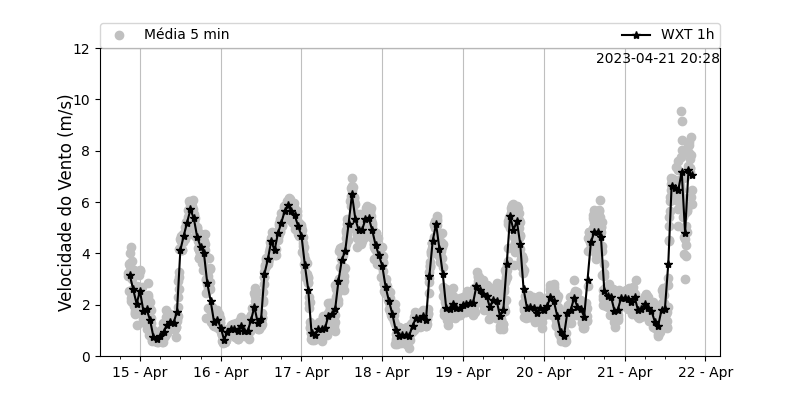 Média 5 min
WXT 1h
2023-04-21 20:28
Velocidade do Vento (m/s)
12
10
8
6
4
2
0
15 - Apr 16 - Apr 17 - Apr 18 - Apr 19 - Apr 20 - Apr 21 - Apr 22 - Apr